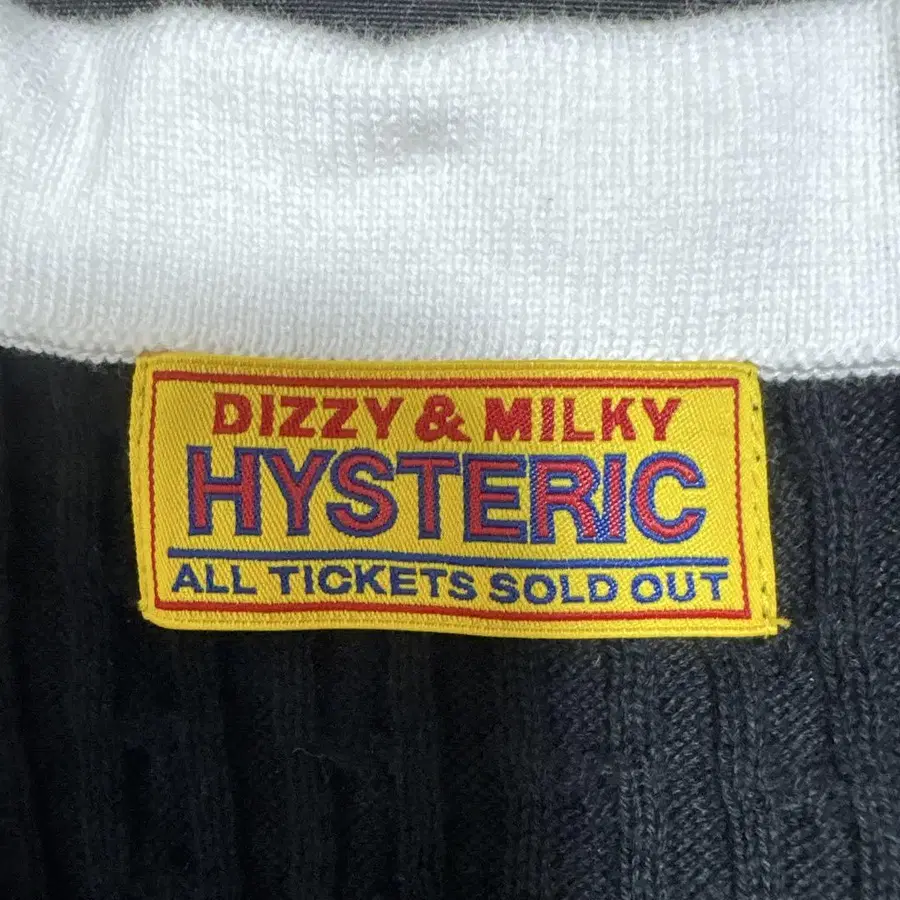 DIZZY & MILKY
HYSTERIC
ALL TICKETS SOLD OUT